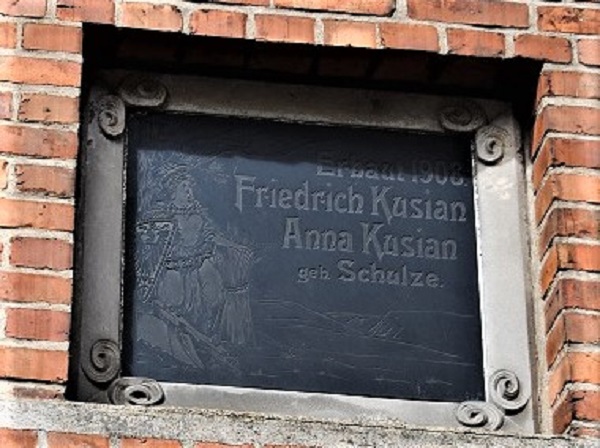 Erbaut 1908.
Friedrich Kusian
Anna Kusian
geb. Schulze.